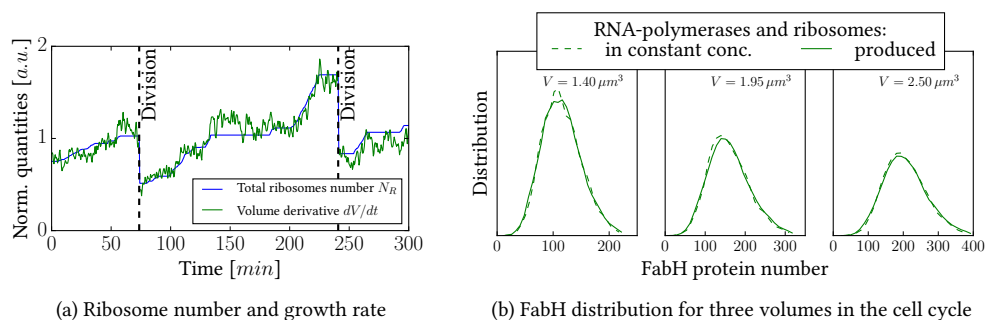 Norm. quantities [a.u.]
2
1
0
Division
Division
Total ribosomes number N_R
Volume derivative dV/dt
0 50 100 150 200 250 300
Time [min]
(a) Ribosome number and growth rate
RNA-polymerases and ribosomes:
in constant conc. produced
Distribution
V = 1.40 μm³
V = 1.95 μm³
V = 2.50 μm³
0 100 200
0 100 200 300
0 100 200 300 400
FabH protein number
(b) FabH distribution for three volumes in the cell cycle